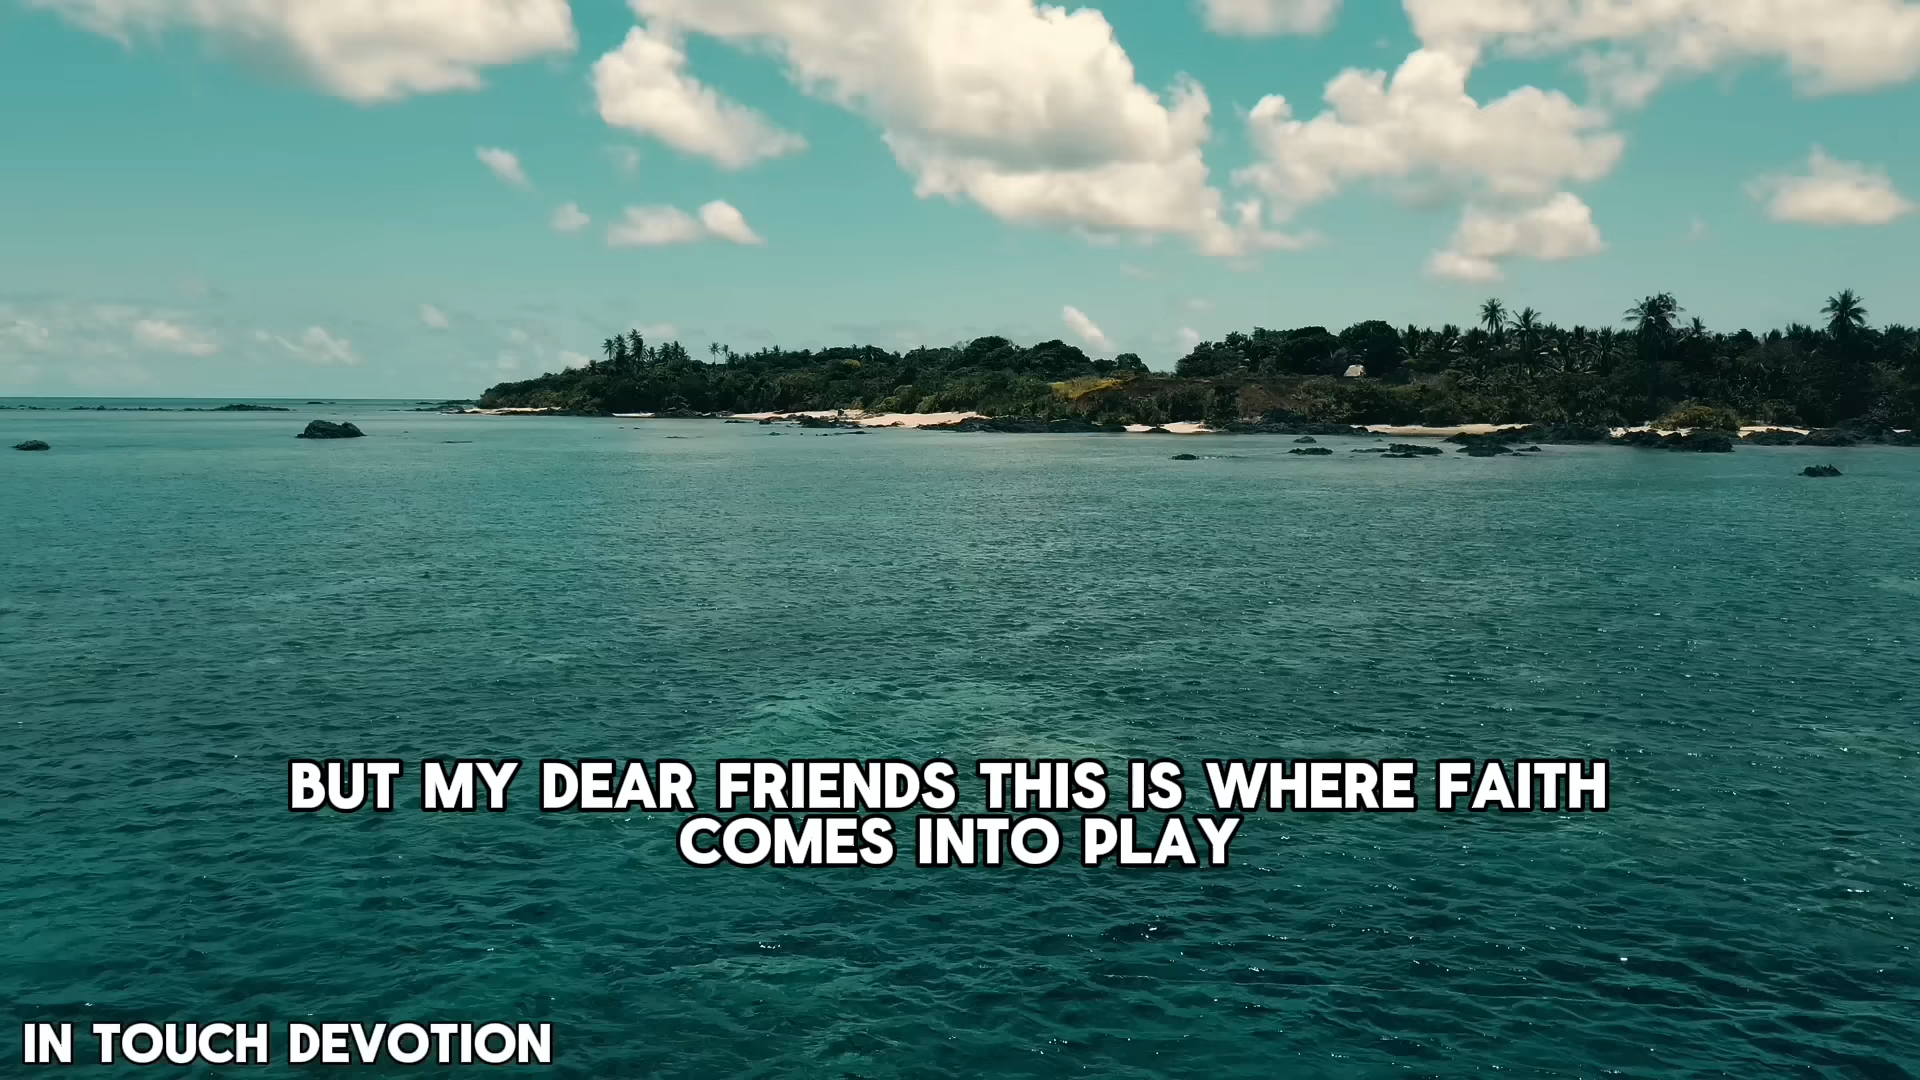 BUT MY DEAR FRIENDS THIS IS WHERE FAITH
COMES INTO PLAY
IN TOUCH DEVOTION